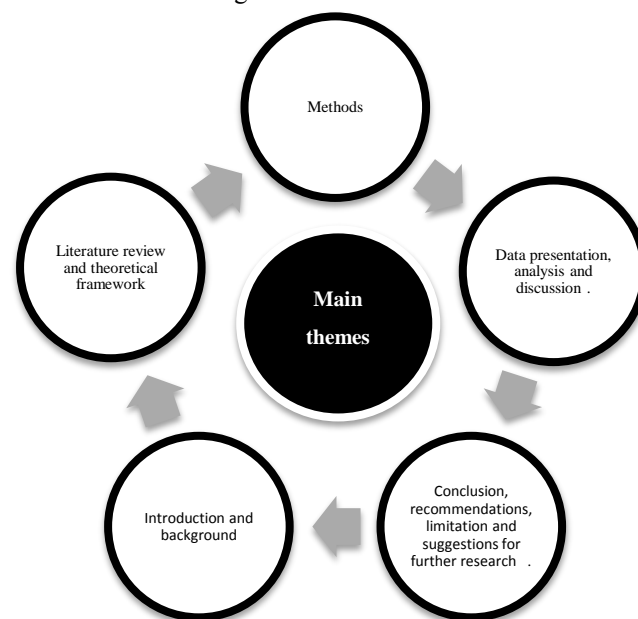 Methods
Literature review
and theoretical
framework
Data presentation,
analysis and
discussion .
Main
themes
Introduction and
background
Conclusion,
recommendations,
limitation and
suggestions for
further research .